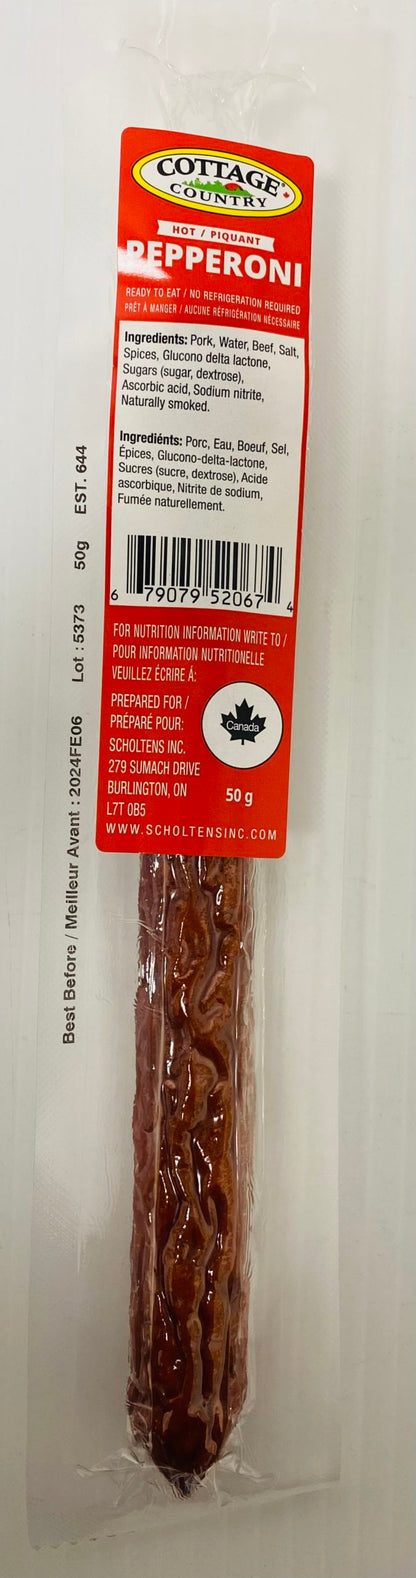 COTTAGE
COUNTRY
HOT / PIQUANT
PEPPERONI
READY TO EAT / NO REFRIGERATION REQUIRED
PRÊT À MANGER / AUCUNE RÉFRIGÉRATION NÉCESSAIRE
Ingredients: Pork, Water, Beef, Salt,
Spices, Glucono delta lactone,
Sugars (sugar, dextrose),
Ascorbic acid, Sodium nitrite,
Naturally smoked.
Ingrediénts: Porc, Eau, Boeuf, Sel,
Épices, Glucono-delta-lactone,
Sucres (sucre, dextrose), Acide
ascorbique, Nitrite de sodium,
Fumée naturellement.
6 79079 52067 4
FOR NUTRITION INFORMATION WRITE TO /
POUR INFORMATION NUTRITIONELLE
VEUILLEZ ÉCRIRE Á:
PREPARED FOR /
PRÉPARÉ POUR:
SCHOLTENS INC.
279 SUMACH DRIVE
BURLINGTON, ON
L7T 0B5
Canada
50 g
WWW.SCHOLTENSINC.COM
Best Before / Meilleur Avant : 2024FE06 Lot : 5373 50g EST. 644